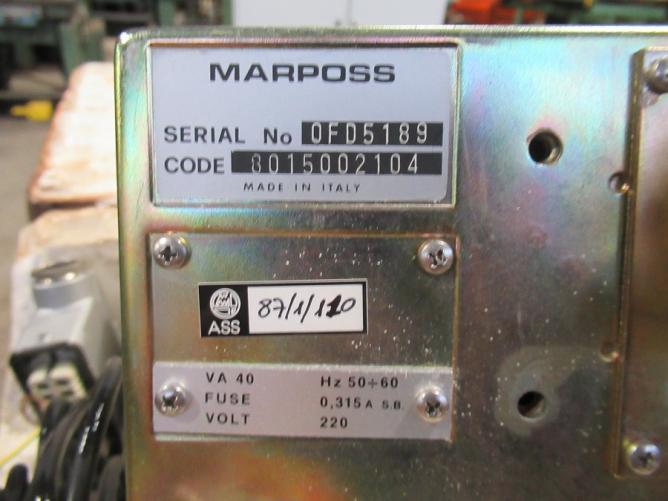 MARPOSS
SERIAL No 0FD5189
CODE 8015002104
MADE IN ITALY
ASS 87/1/110
VA 40 Hz 50÷60
FUSE 0,315 A S.B.
VOLT 220